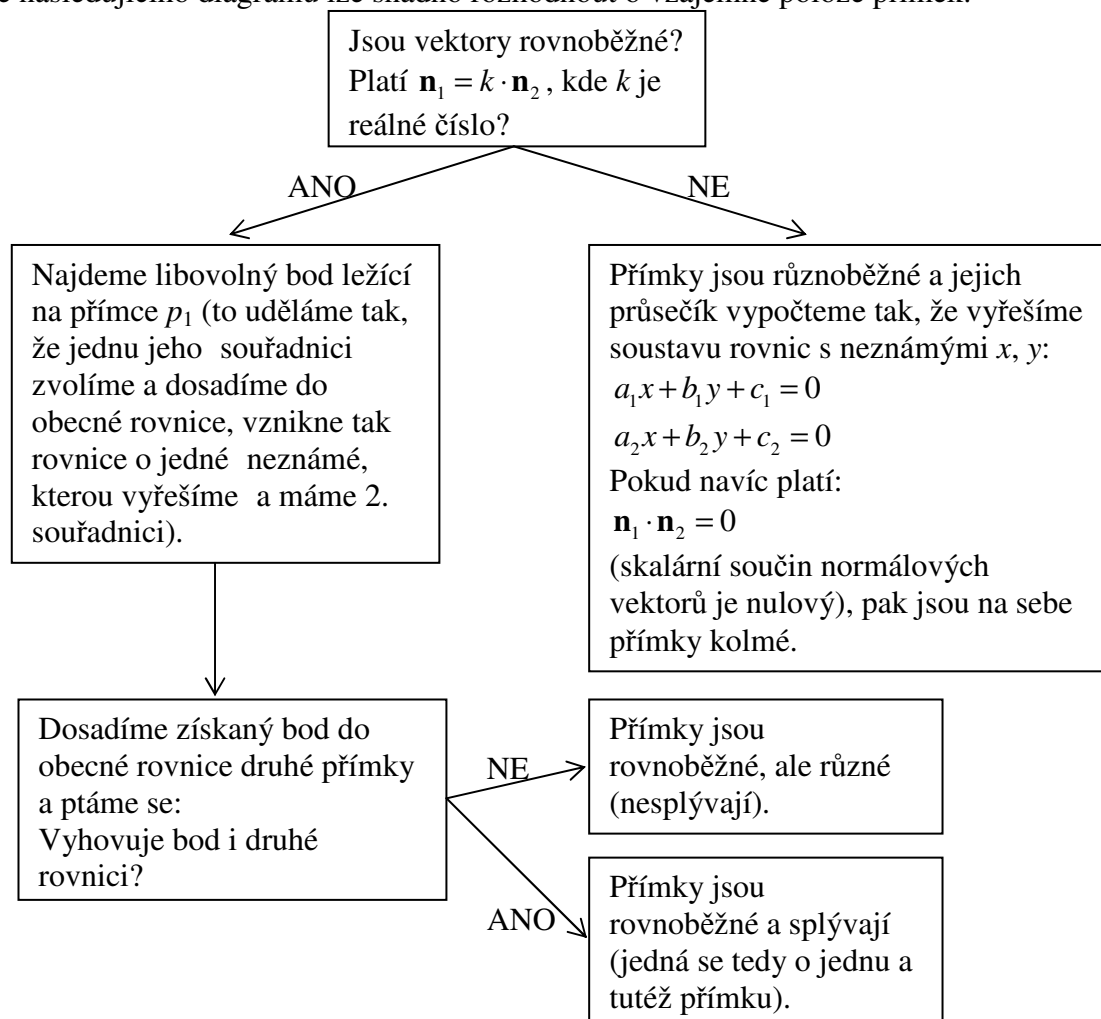 Jsou vektory rovnoběžné?
Platí n₁ = k · n₂ , kde k je
reálné číslo?
ANO
NE
Najdeme libovolný bod ležící
na přímce p₁ (to uděláme tak,
že jednu jeho souřadnici
zvolíme a dosadíme do
obecné rovnice, vznikne tak
rovnice o jedné neznámé,
kterou vyřešíme a máme 2.
souřadnici).
Přímky jsou různoběžné a jejich
průsečík vypočteme tak, že vyřešíme
soustavu rovnic s neznámými x, y:
a₁x + b₁y + c₁ = 0
a₂x + b₂y + c₂ = 0
Pokud navíc platí:
n₁ · n₂ = 0
(skalární součin normálových
vektorů je nulový), pak jsou na sebe
přímky kolmé.
Dosadíme získaný bod do
obecné rovnice druhé přímky
a ptáme se:
Vyhovuje bod i druhé
rovnici?
NE
Přímky jsou
rovnoběžné, ale různé
(nesplývají).
ANO
Přímky jsou
rovnoběžné a splývají
(jedná se tedy o jednu a
tutéž přímku).